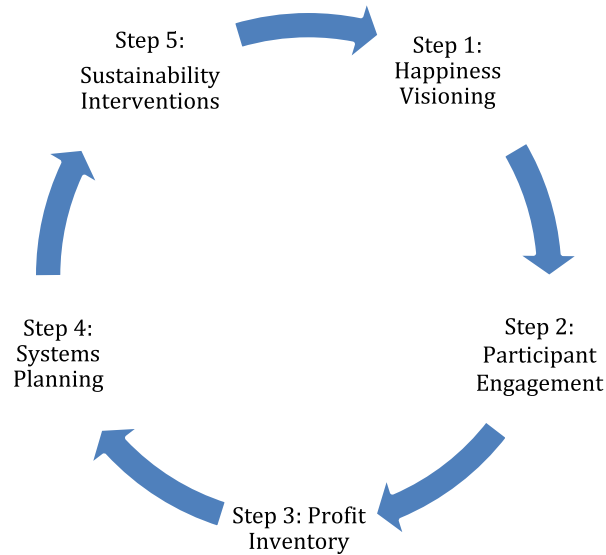 Step 1:
Happiness
Visioning
Step 2:
Participant
Engagement
Step 3: Profit
Inventory
Step 4:
Systems
Planning
Step 5:
Sustainability
Interventions